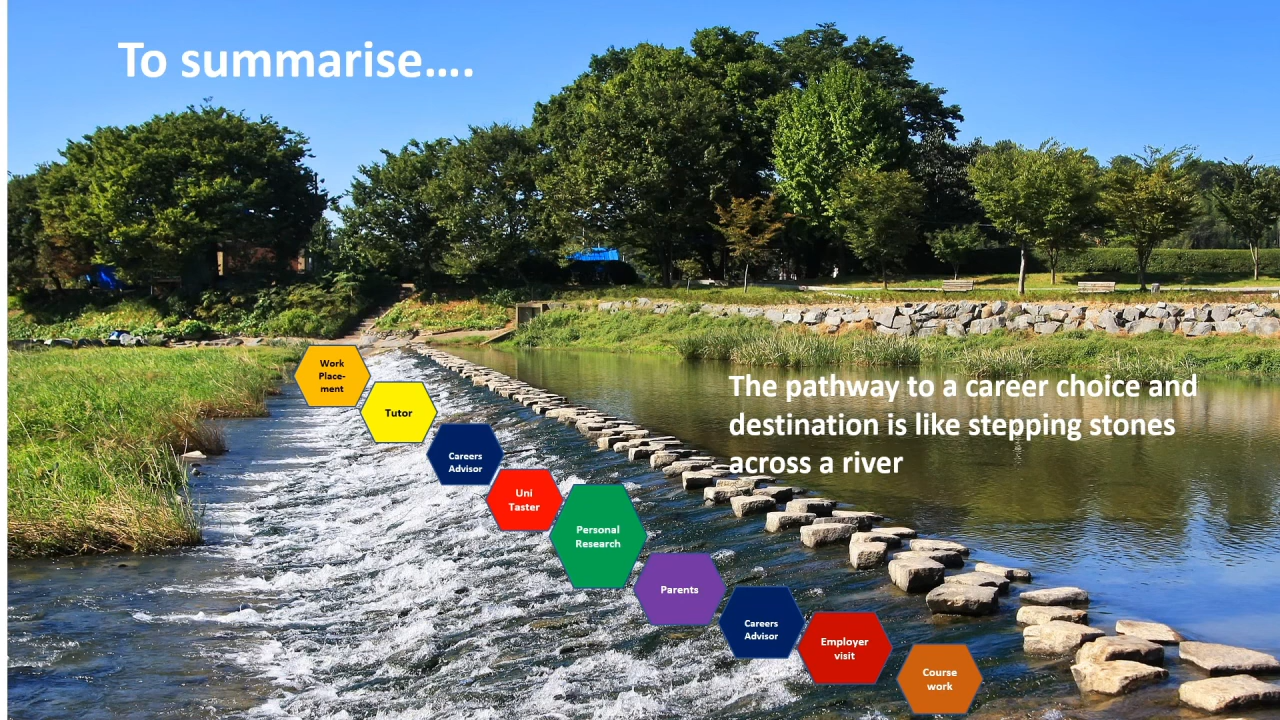 To summarise....
Work
Place-
ment
Tutor
Careers
Advisor
Uni
Taster
Personal
Research
Parents
Careers
Advisor
Employer
visit
Course
work
The pathway to a career choice and
destination is like stepping stones
across a river